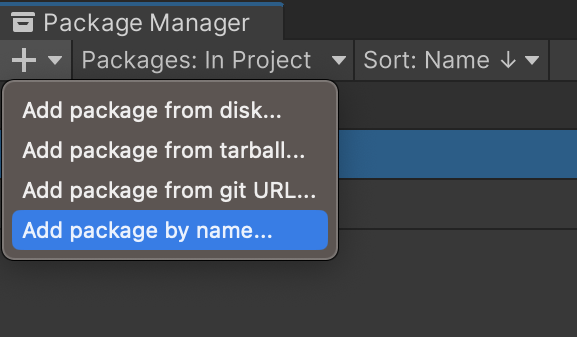 Package Manager
+ ▾ Packages: In Project ▾ Sort: Name ↓ ▾
Add package from disk...
Add package from tarball...
Add package from git URL...
Add package by name...